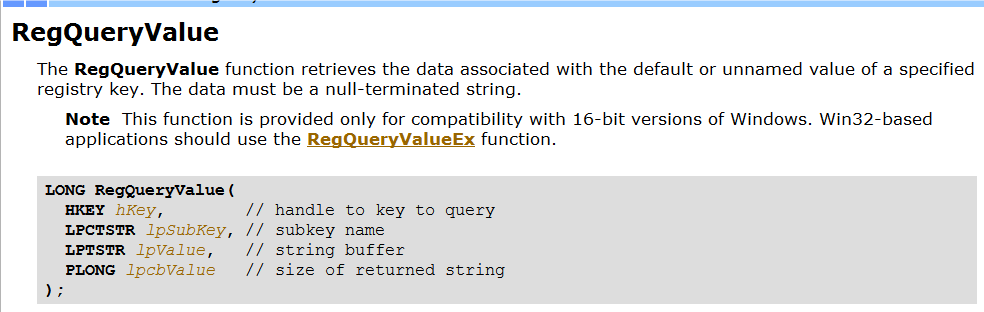 RegQueryValue
The RegQueryValue function retrieves the data associated with the default or unnamed value of a specified
registry key. The data must be a null-terminated string.
Note  This function is provided only for compatibility with 16-bit versions of Windows. Win32-based
applications should use the RegQueryValueEx function.
LONG RegQueryValue(
  HKEY hKey,        // handle to key to query
  LPCTSTR lpSubKey, // subkey name
  LPTSTR lpValue,   // string buffer
  PLONG lpcbValue   // size of returned string
);